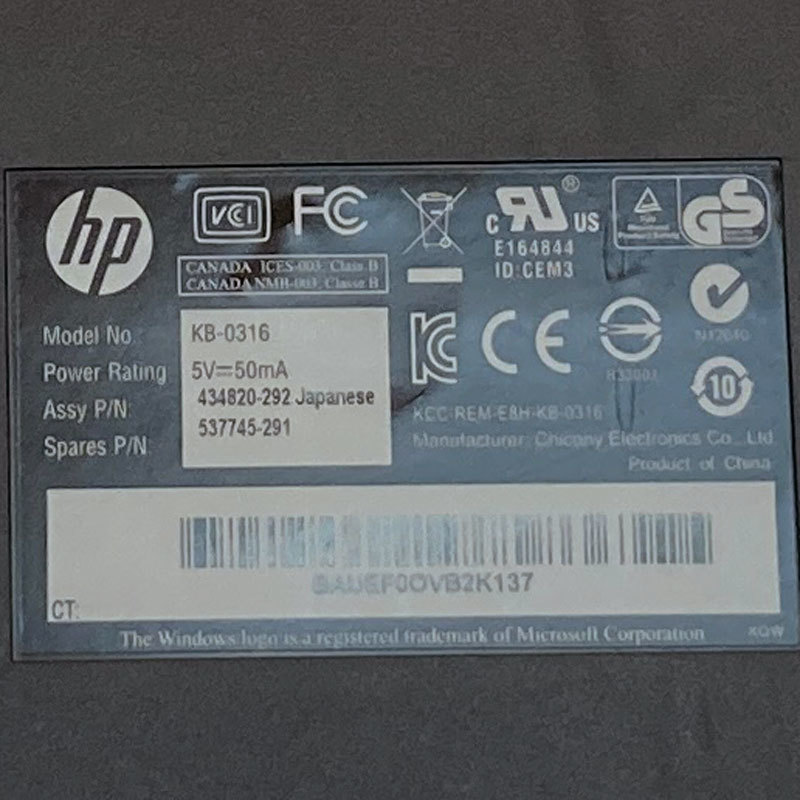 hp
VCI
FC
CANADA ICES-003 Class B
CANADA NMB-003 Classe B
c RU US ®
E164844
ID:CEM3
GS
Model No.
KB-0316
Power Rating
5V⎓50mA
Assy P/N
434820-292 Japanese
Spares P/N
537745-291
CE
10
KCC-REM-E8H-KB-0316
Manufacturer: Chicony Electronics Co., Ltd
Product of China
CT:
The Windows logo is a registered trademark of Microsoft Corporation